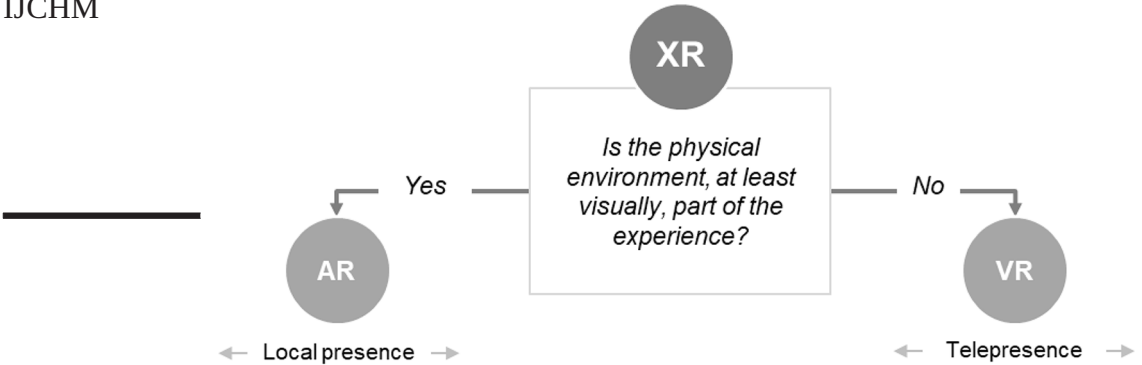 IJCHM
XR
Is the physical
environment, at least
visually, part of the
experience?
Yes
No
AR
VR
Local presence
Telepresence